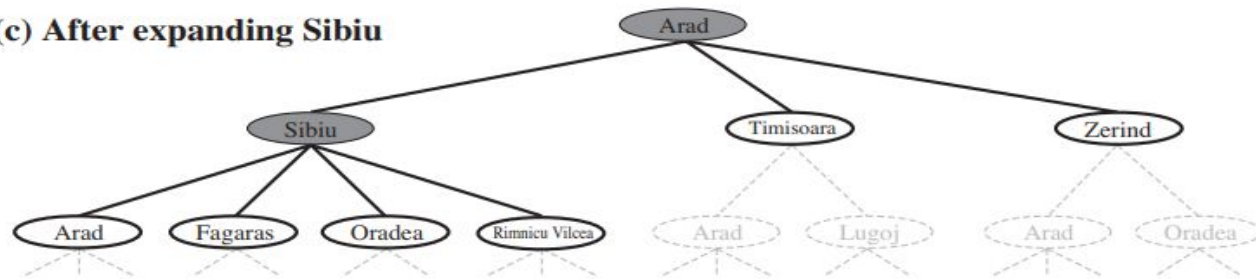 (c) After expanding Sibiu
Arad
Sibiu
Timisoara
Zerind
Arad
Fagaras
Oradea
Rimnicu Vilcea
Arad
Lugoj
Arad
Oradea